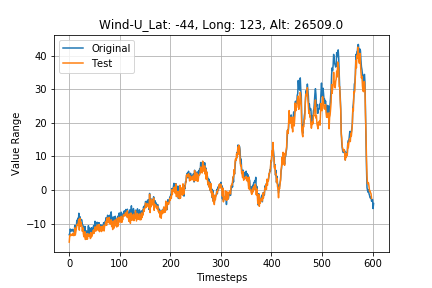 Wind-U_Lat: -44, Long: 123, Alt: 26509.0
Original
Test
Value Range
40
30
20
10
0
−10
0 100 200 300 400 500 600
Timesteps